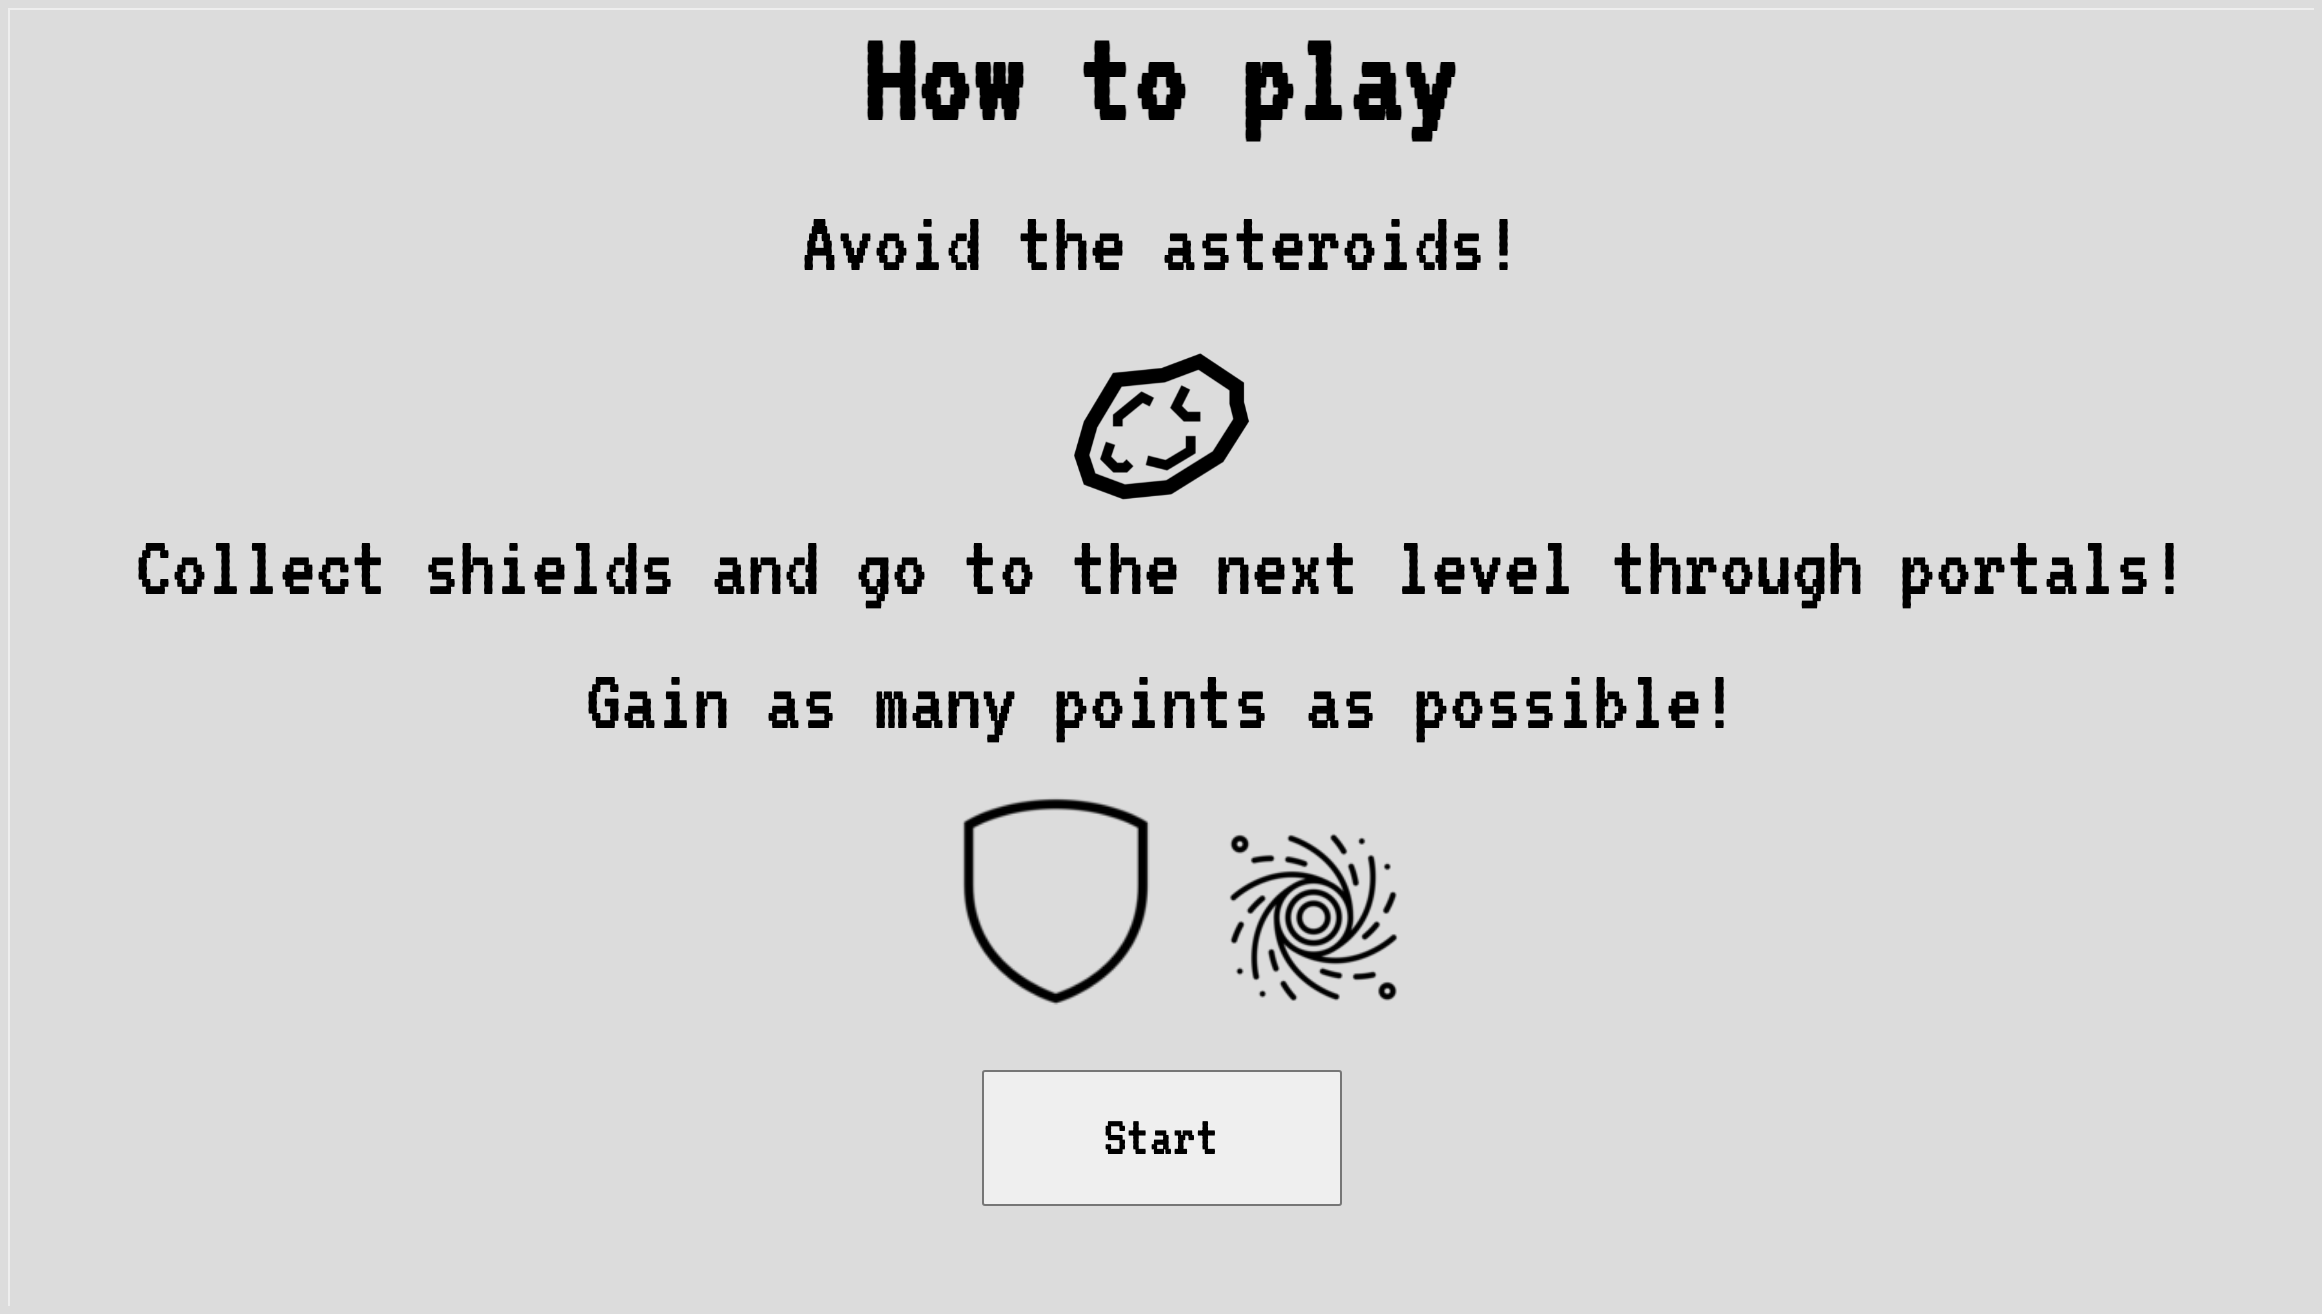 How to play
Avoid the asteroids!
Collect shields and go to the next level through portals!
Gain as many points as possible!
Start